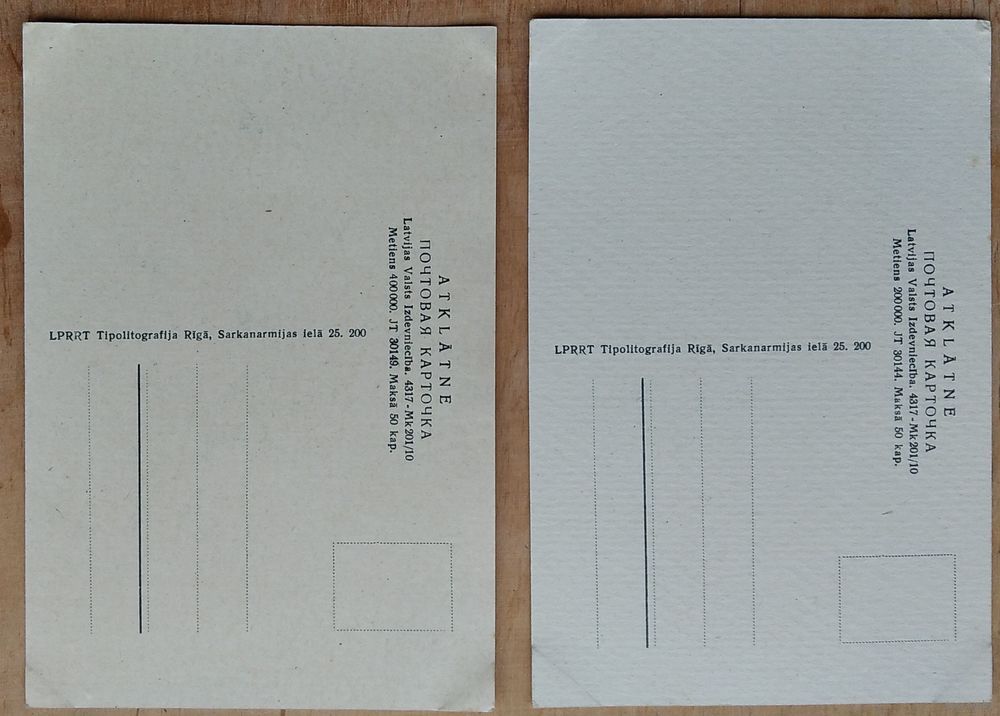 ATKLĀTNE
ПОЧТОВАЯ КАРТОЧКА
Latvijas Valsts Izdevniecība. 4317-Mk201/10
Metiens 400000. JT 30149. Maksā 50 kap.
LPRRT Tipolitografija Rīgā, Sarkanarmijas ielā 25. 200
ATKLĀTNE
ПОЧТОВАЯ КАРТОЧКА
Latvijas Valsts Izdevniecība. 4317-Mk201/10
Metiens 200000. JT 30144. Maksā 50 kap.
LPRRT Tipolitografija Rīgā, Sarkanarmijas ielā 25. 200